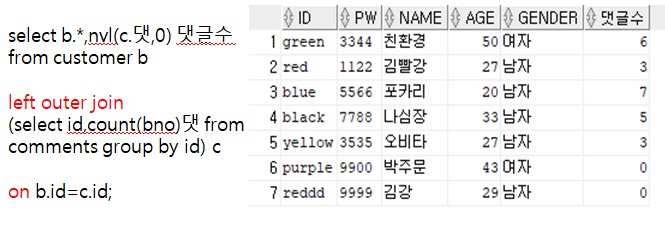 select b.*,nvl(c.댓,0) 댓글수
from customer b
left outer join
(select id,count(bno)댓 from
comments group by id) c
on b.id=c.id;
ID PW NAME AGE GENDER 댓글수
1 green 3344 친환경 50 여자 6
2 red 1122 김빨강 27 남자 3
3 blue 5566 포카리 20 남자 7
4 black 7788 나심장 33 남자 5
5 yellow 3535 오비타 27 남자 3
6 purple 9900 박주문 43 여자 0
7 reddd 9999 김강 29 남자 0